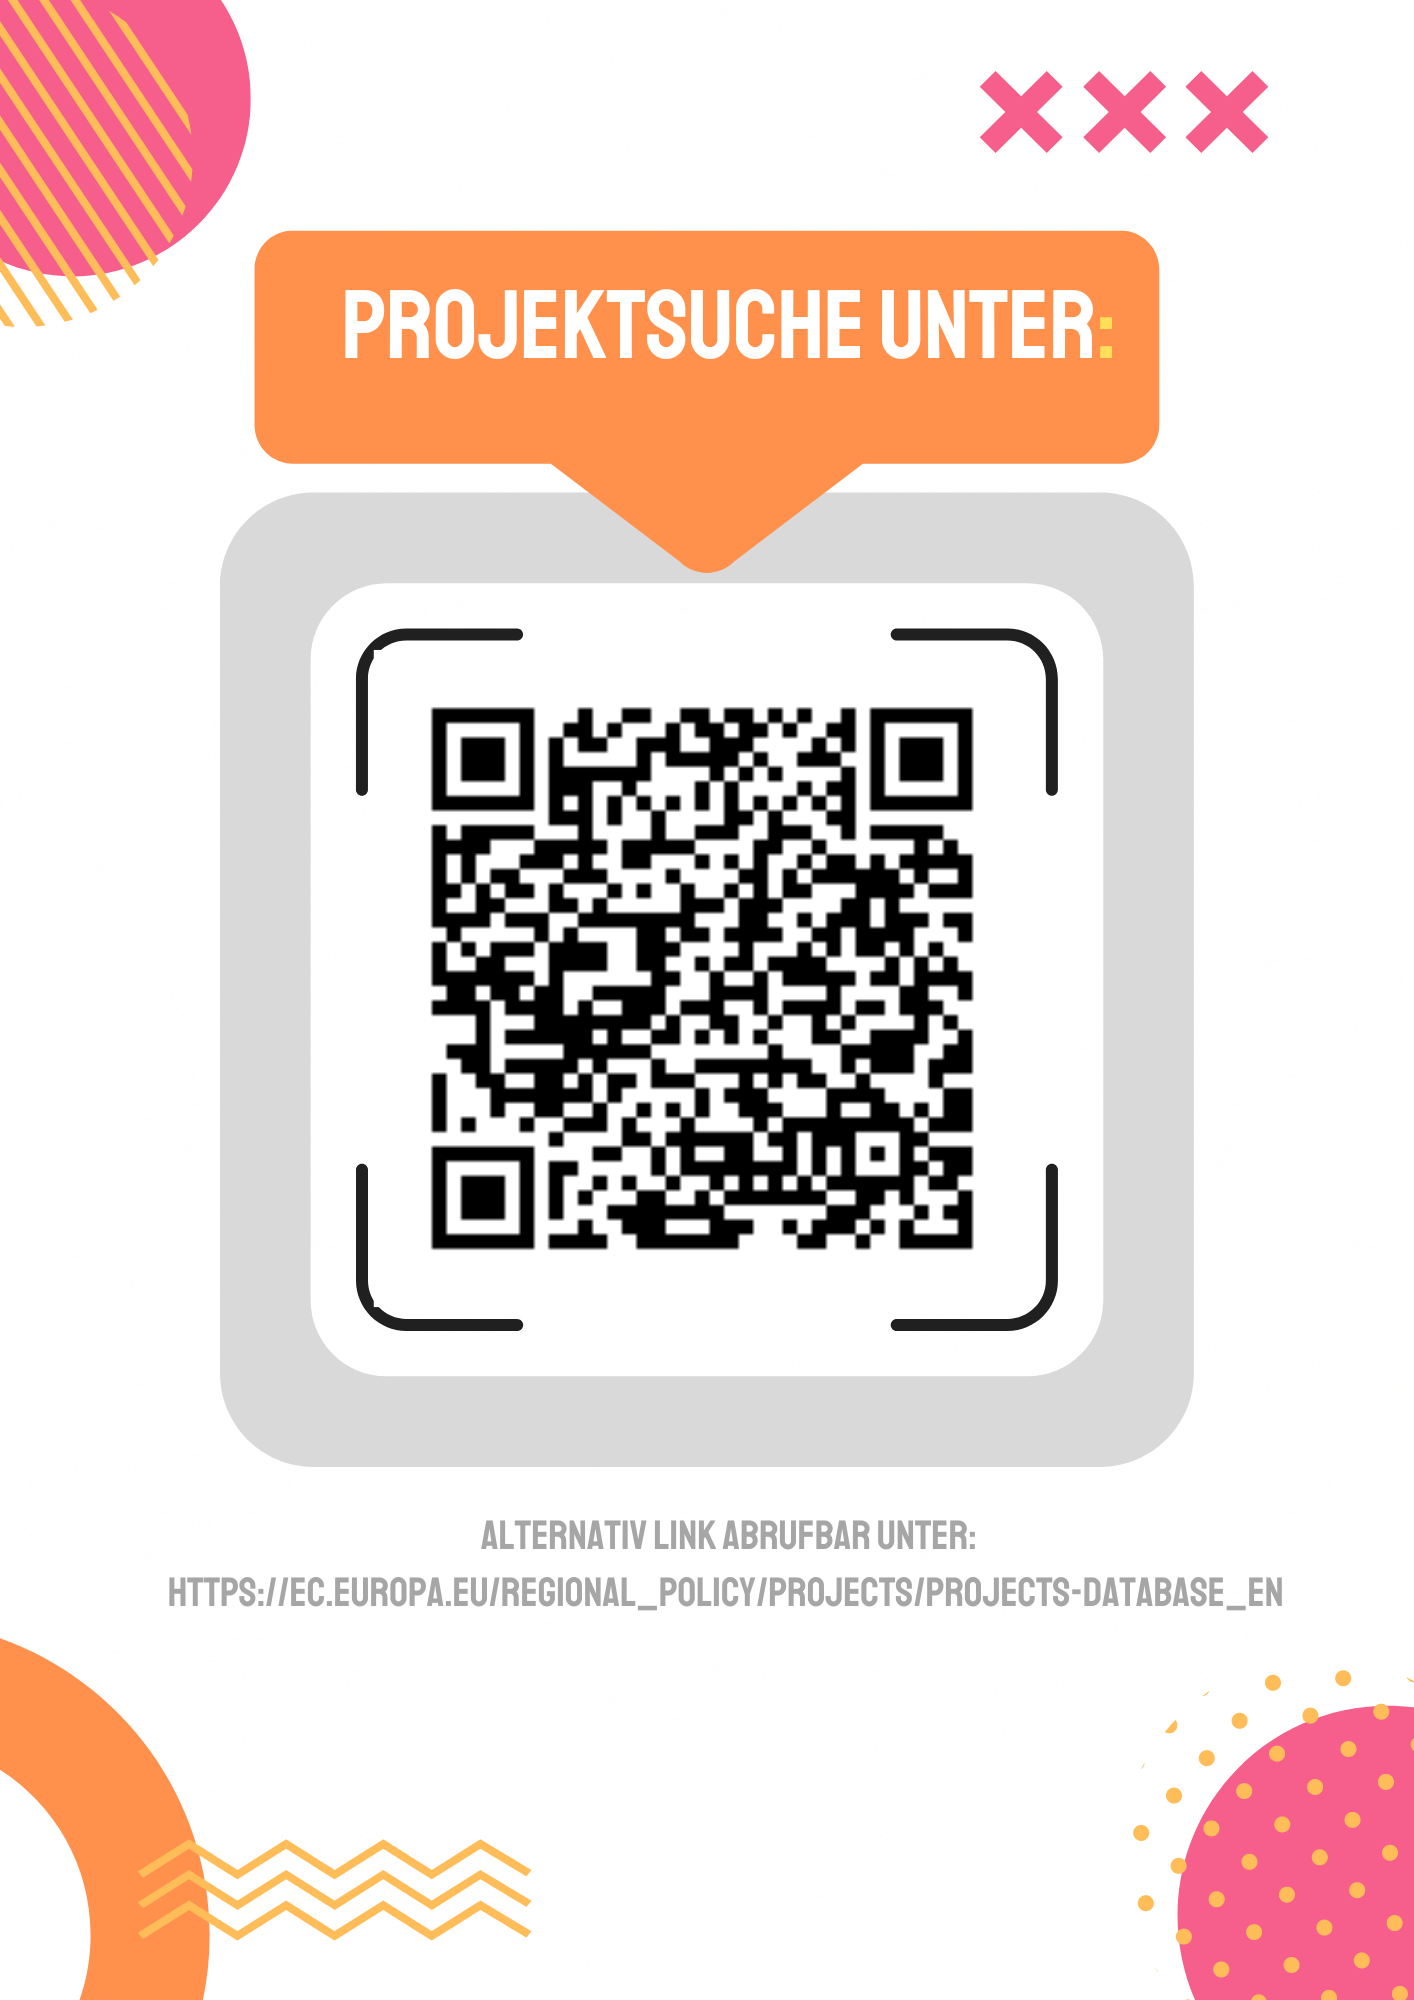 PROJEKTSUCHE UNTER:
ALTERNATIV LINK ABRUFBAR UNTER:
HTTPS://EC.EUROPA.EU/REGIONAL_POLICY/PROJECTS/PROJECTS-DATABASE_EN